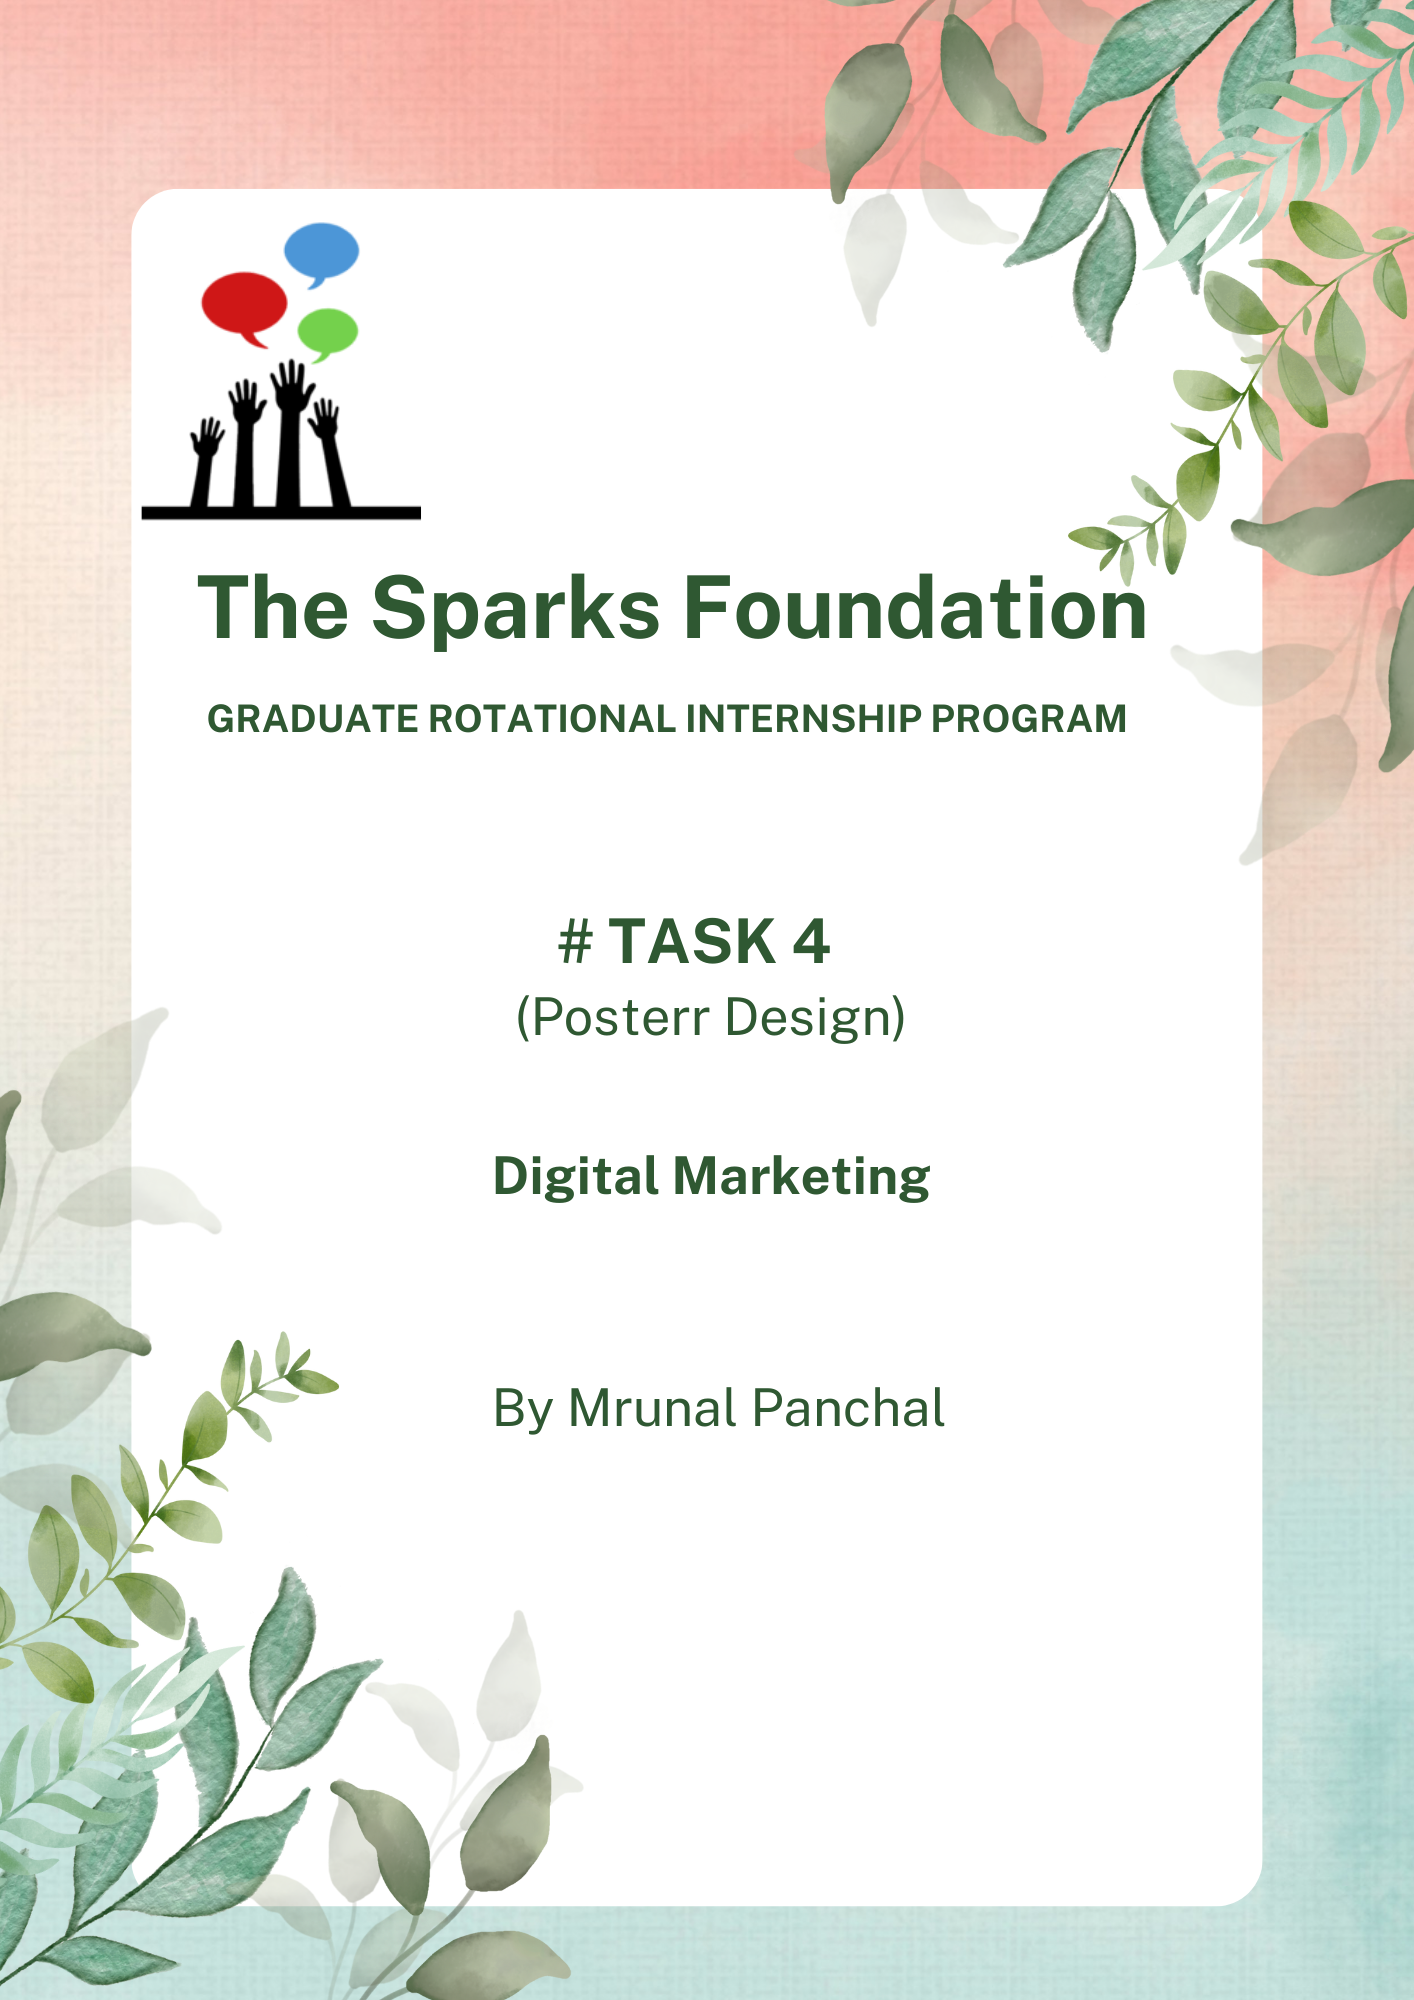 The Sparks Foundation
GRADUATE ROTATIONAL INTERNSHIP PROGRAM
# TASK 4
(Posterr Design)
Digital Marketing
By Mrunal Panchal